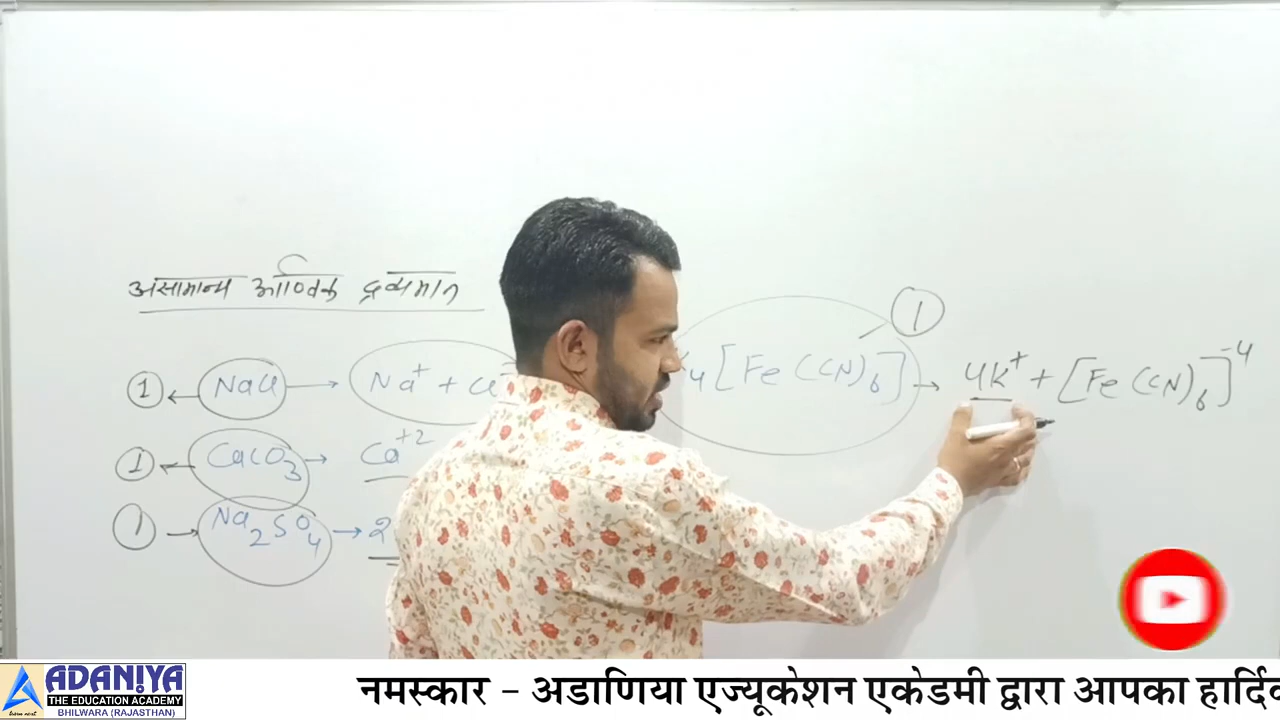 असामान्य आण्विक द्रव्यमान
① ← NaCl → Na⁺ + Cl
① ← CaCO₃ → Ca⁺²
① → Na₂SO₄ → 2
①
₄[Fe(CN)₆] → 4K⁺ + [Fe(CN)₆]⁻⁴
ADANIYA
THE EDUCATION ACADEMY
BHILWARA (RAJASTHAN)
नमस्कार - अडाणिया एज्यूकेशन एकेडमी द्वारा आपका हार्दि